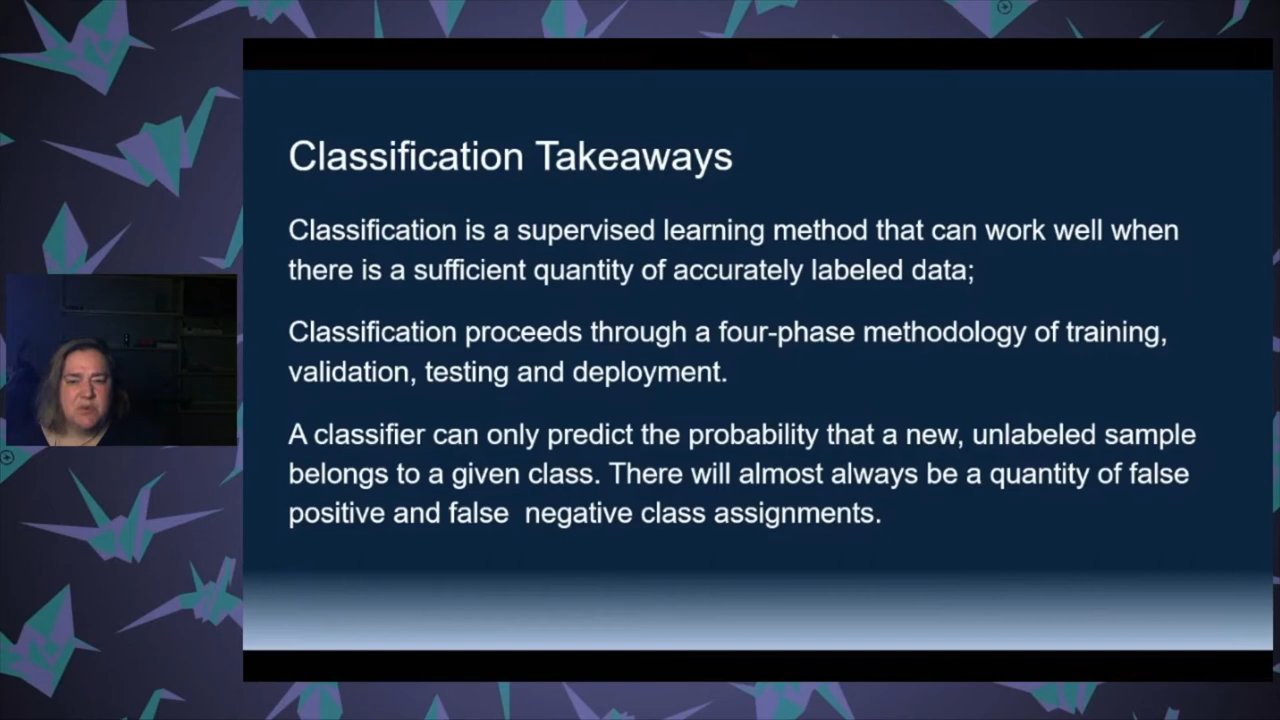 Classification Takeaways
Classification is a supervised learning method that can work well when
there is a sufficient quantity of accurately labeled data;
Classification proceeds through a four-phase methodology of training,
validation, testing and deployment.
A classifier can only predict the probability that a new, unlabeled sample
belongs to a given class. There will almost always be a quantity of false
positive and false  negative class assignments.